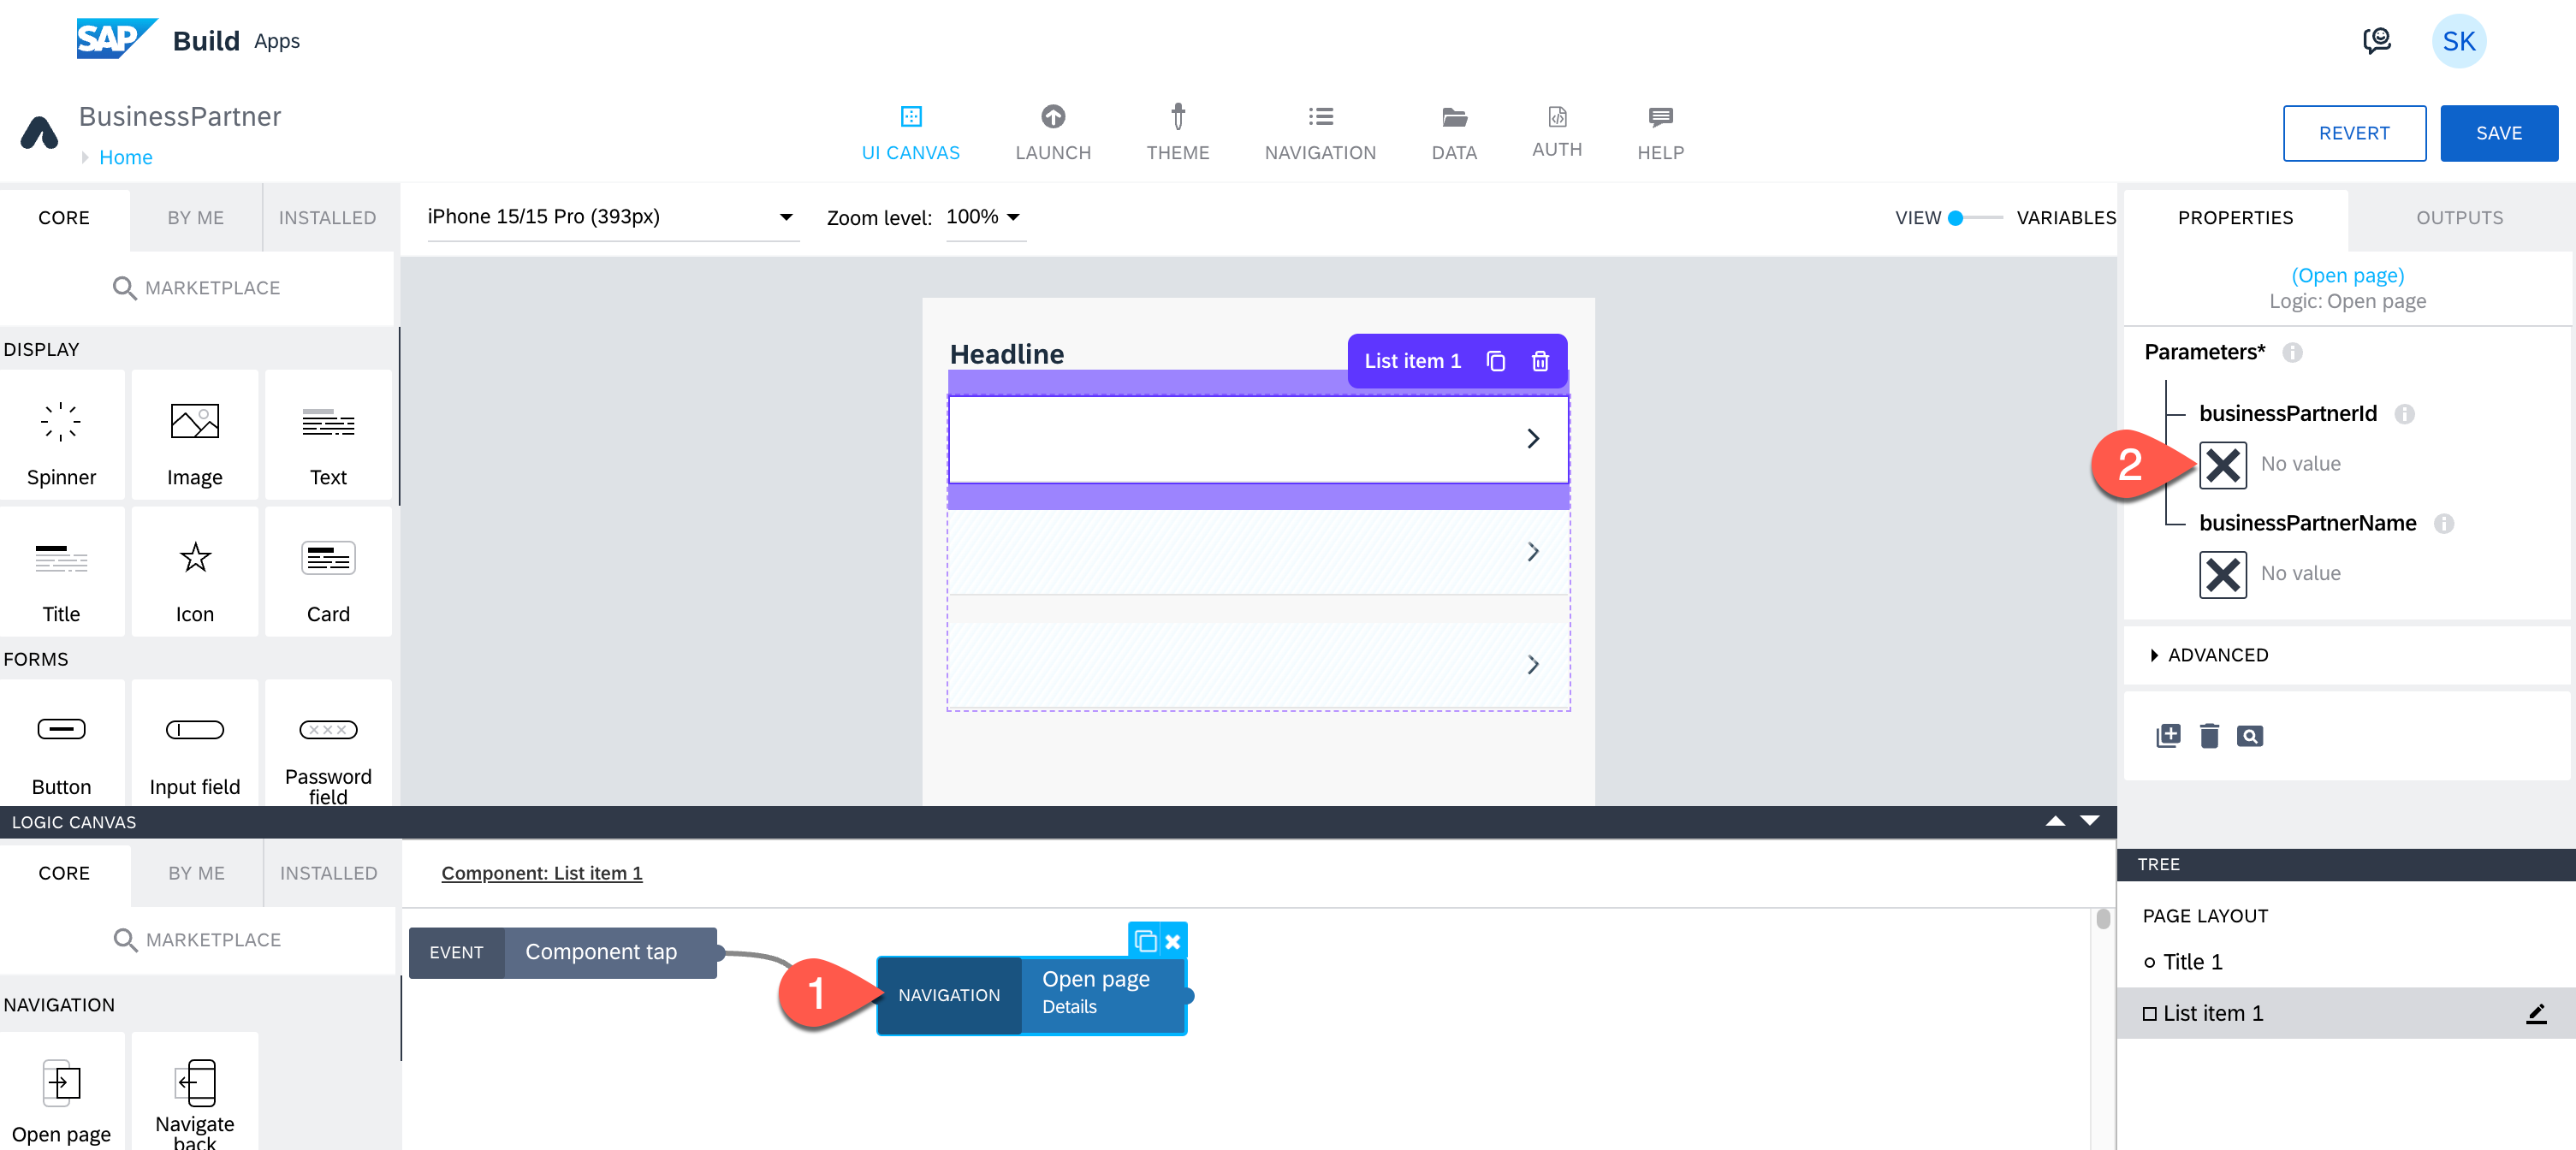 SAP Build Apps
SK
BusinessPartner
Home
UI CANVAS
LAUNCH
THEME
NAVIGATION
DATA
AUTH
HELP
REVERT
SAVE
CORE
BY ME
INSTALLED
MARKETPLACE
DISPLAY
Spinner
Image
Text
Title
Icon
Card
FORMS
Button
Input field
Password
field
iPhone 15/15 Pro (393px)
Zoom level: 100%
VIEW
VARIABLES
Headline
List item 1
PROPERTIES
OUTPUTS
(Open page)
Logic: Open page
Parameters*
businessPartnerId
2
No value
businessPartnerName
No value
ADVANCED
LOGIC CANVAS
CORE
BY ME
INSTALLED
MARKETPLACE
NAVIGATION
Open page
Navigate
back
Component: List item 1
EVENT
Component tap
1
NAVIGATION
Open page
Details
TREE
PAGE LAYOUT
Title 1
List item 1